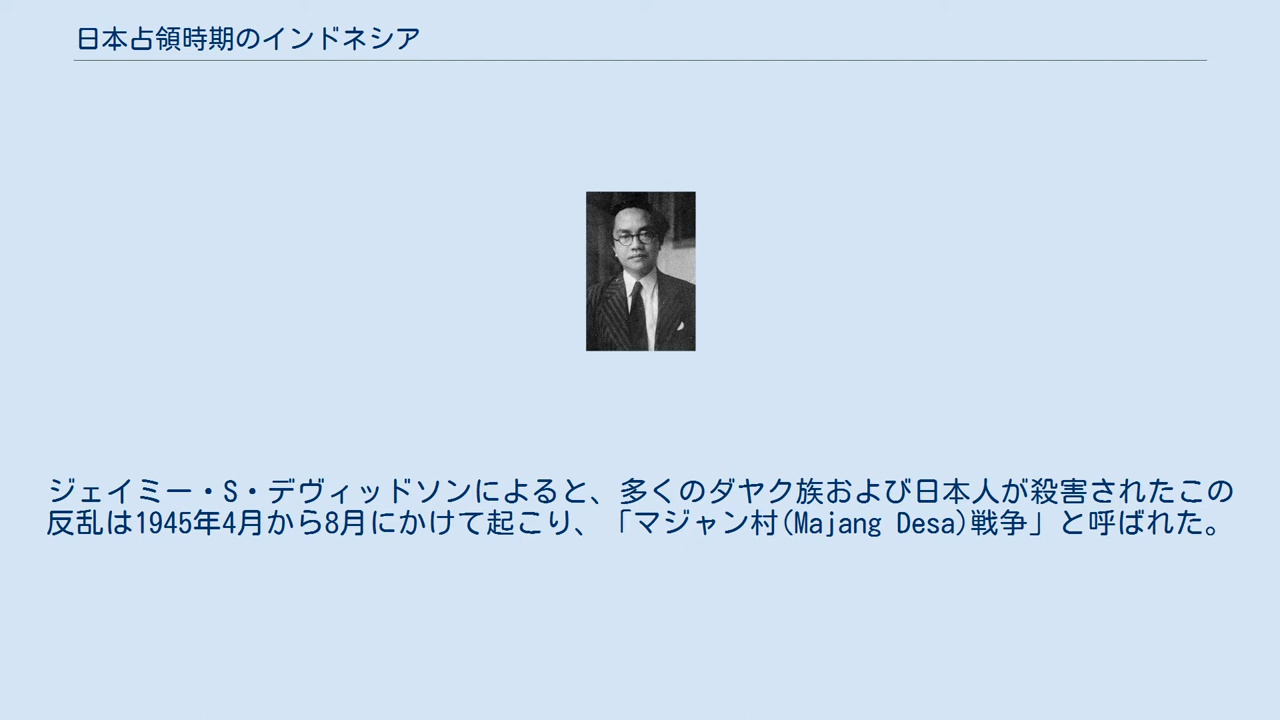 日本占領時期のインドネシア
ジェイミー・S・デヴィッドソンによると、多くのダヤク族および日本人が殺害されたこの
反乱は1945年4月から8月にかけて起こり、「マジャン村(Majang Desa)戦争」と呼ばれた。